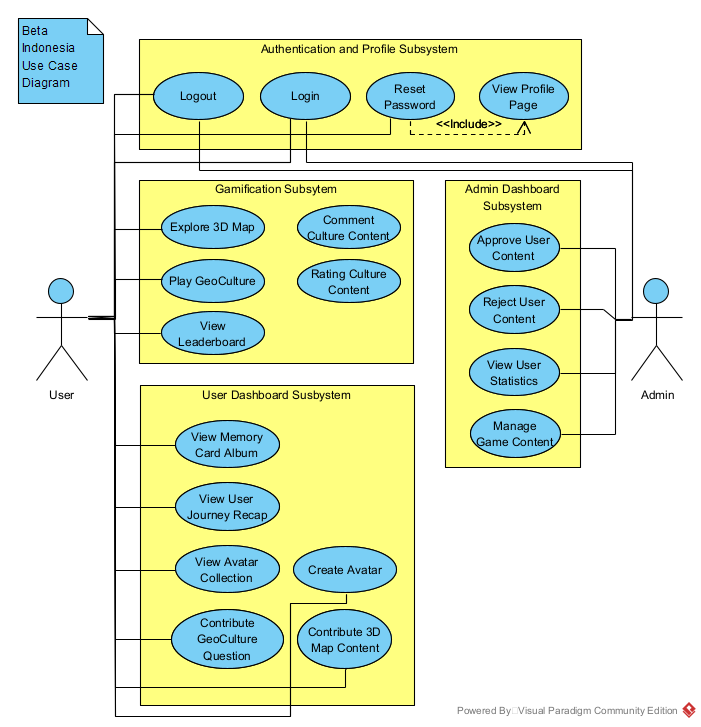 Beta
Indonesia
Use Case
Diagram
Authentication and Profile Subsystem
Logout
Login
Reset
Password
View Profile
Page
<<Include>>
Gamification Subsytem
Explore 3D Map
Comment
Culture Content
Play GeoCulture
Rating Culture
Content
View
Leaderboard
Admin Dashboard
Subsystem
Approve User
Content
Reject User
Content
View User
Statistics
Manage
Game Content
User
Admin
User Dashboard Susbystem
View Memory
Card Album
View User
Journey Recap
View Avatar
Collection
Create Avatar
Contribute
GeoCulture
Question
Contribute 3D
Map Content
Powered By Visual Paradigm Community Edition